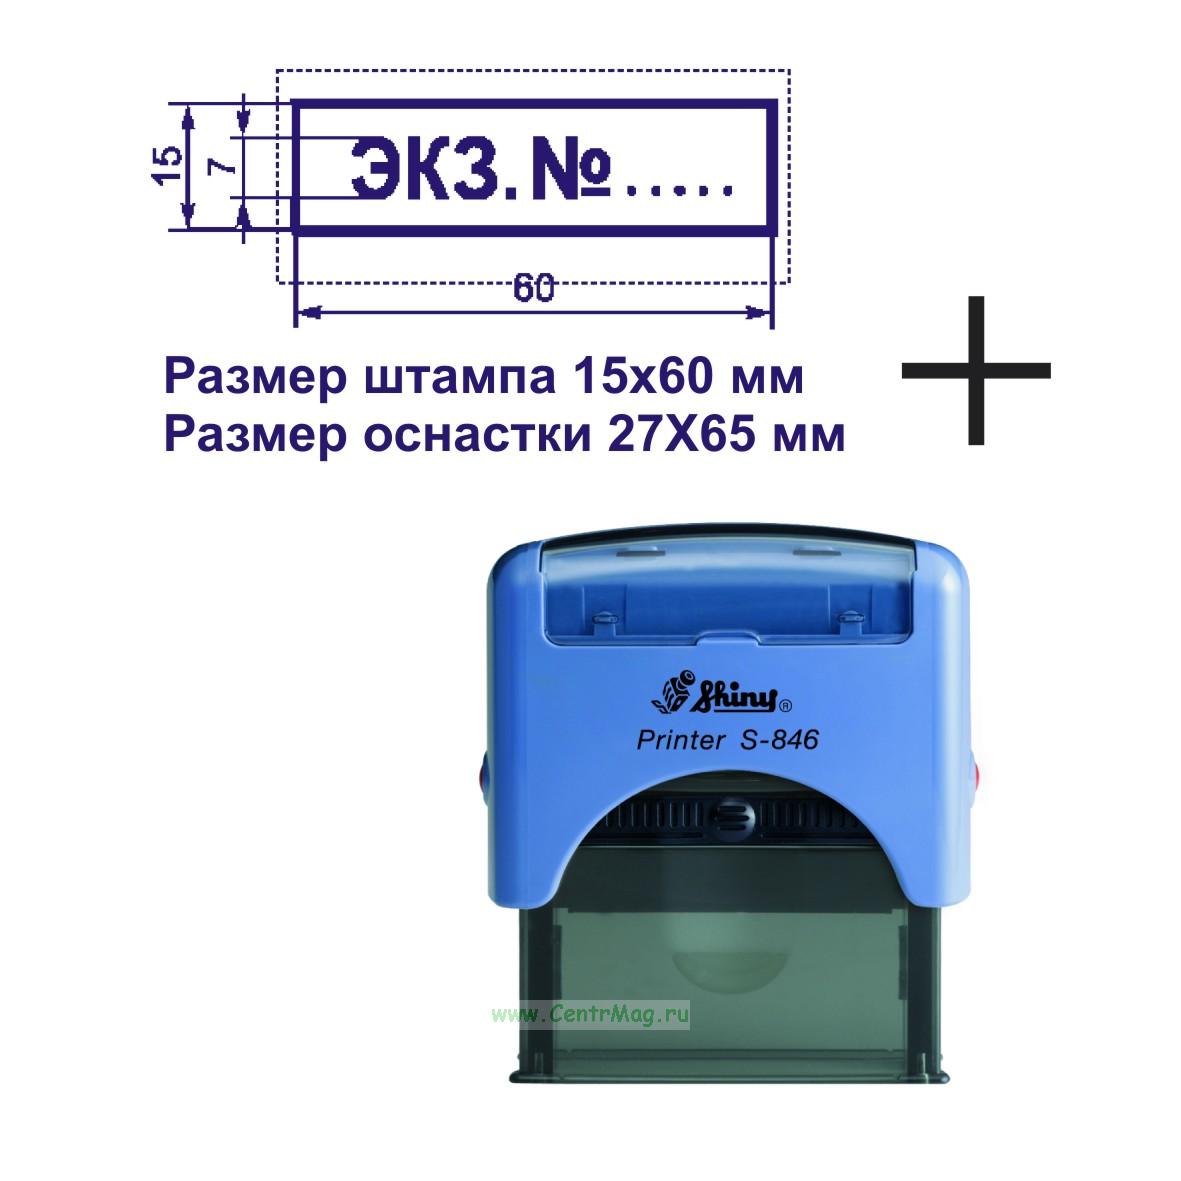 15
7
ЭКЗ.№.....
60
Размер штампа 15х60 мм
Размер оснастки 27Х65 мм
Shiny®
Printer S-846
www.CentrMag.ru